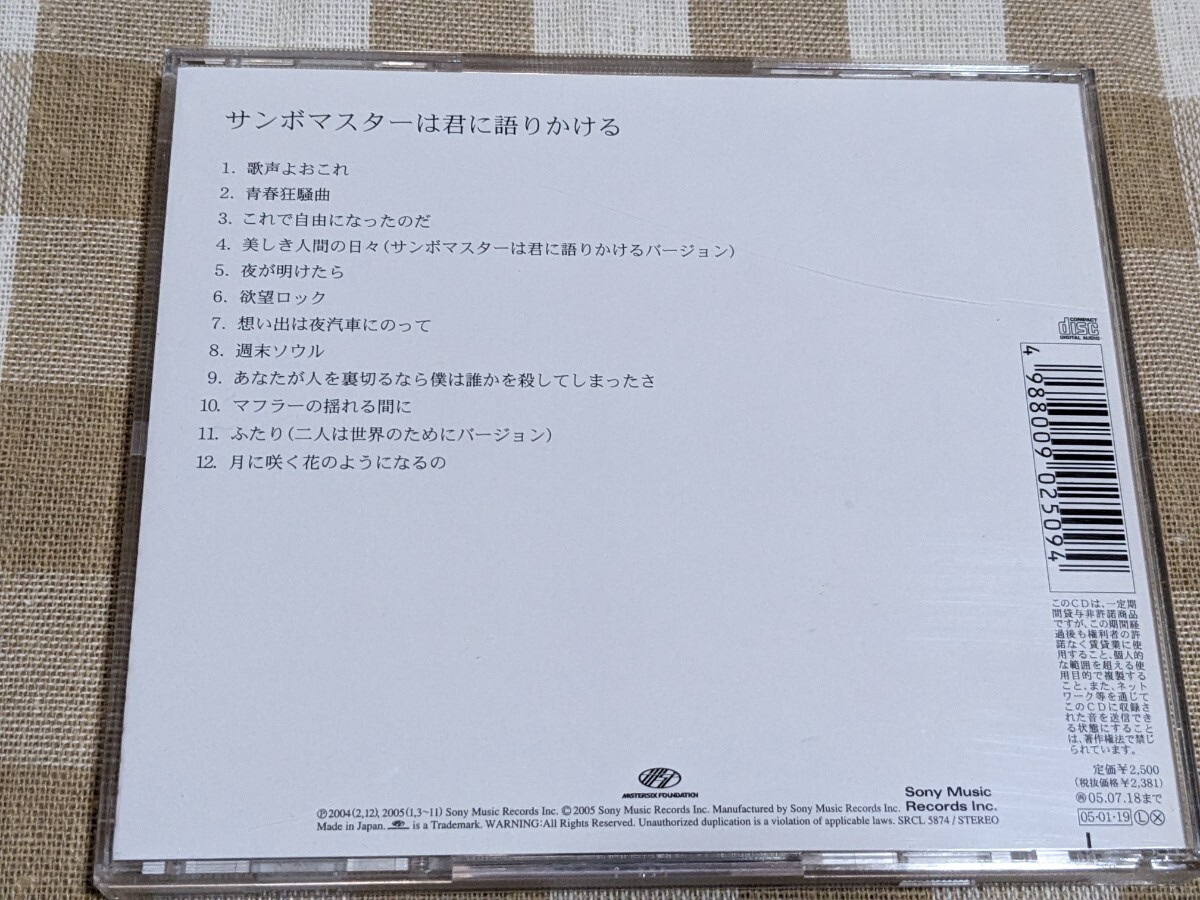 サンボマスターは君に語りかける
1. 歌声よおこれ
2. 青春狂騒曲
3. これで自由になったのだ
4. 美しき人間の日々(サンボマスターは君に語りかけるバージョン)
5. 夜が明けたら
6. 欲望ロック
7. 想い出は夜汽車にのって
8. 週末ソウル
9. あなたが人を裏切るなら僕は誰かを殺してしまったさ
10. マフラーの揺れる間に
11. ふたり(二人は世界のためにバージョン)
12. 月に咲く花のようになるの
COMPACT
disc
DIGITAL AUDIO
4 988009 025094
このCDは、一定期
間貸与非許諾商品
ですが、この期間経
過後も権利者の許
諾なく賃貸業に使
用すること、個人的
な範囲を超える使
用目的で複製する
こと、また、ネット
ワーク等を通じて
このCDに収録さ
れた音を送信でき
る状態にすること
は、著作権法で禁じ
られています。
定価¥2,500
(税抜価格¥2,381)
㊞05.07.18まで
05・01・19 Ⓛ Ⓧ
MISTERSIX FOUNDATION
Sony Music
Records Inc.
Ⓟ2004(2,12), 2005(1,3~11) Sony Music Records Inc. Ⓒ2005 Sony Music Records Inc. Manufactured by Sony Music Records Inc.
Made in Japan. is a Trademark. WARNING:All Rights Reserved. Unauthorized duplication is a violation of applicable laws. SRCL 5874 / STEREO